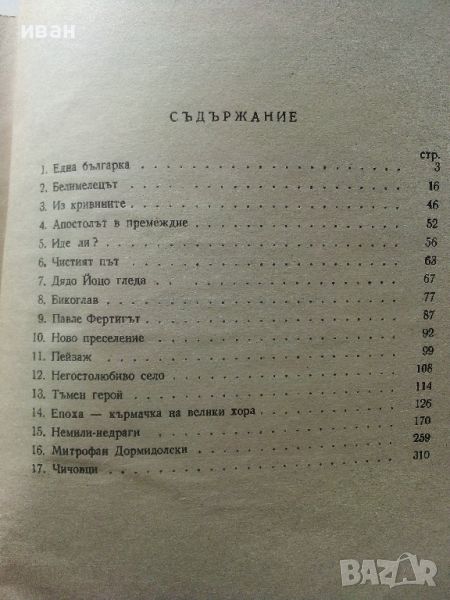 иван
СЪДЪРЖАНИЕ
стр.
1. Една българка 3
2. Белимелецът 16
3. Из кривините 46
4. Апостолът в премеждие 52
5. Иде ли? 56
6. Чистият път 63
7. Дядо Йоцо гледа 67
8. Бикоглав 77
9. Павле Фертигът 87
10. Ново преселение 92
11. Пейзаж 99
12. Негостолюбиво село 108
13. Тъмен герой 114
14. Епоха — кърмачка на велики хора 126
15. Немили-недраги 170
16. Митрофан Дормидолски 259
17. Чичовци 310
BAZAR.bg